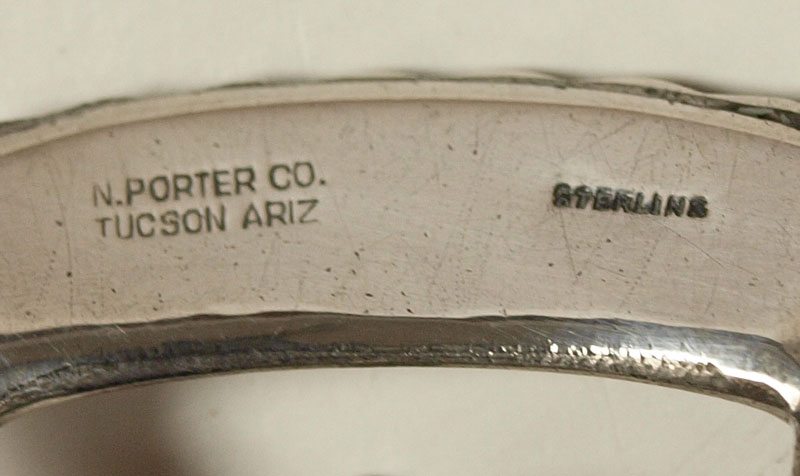 N.PORTER CO.
TUCSON ARIZ
STERLING